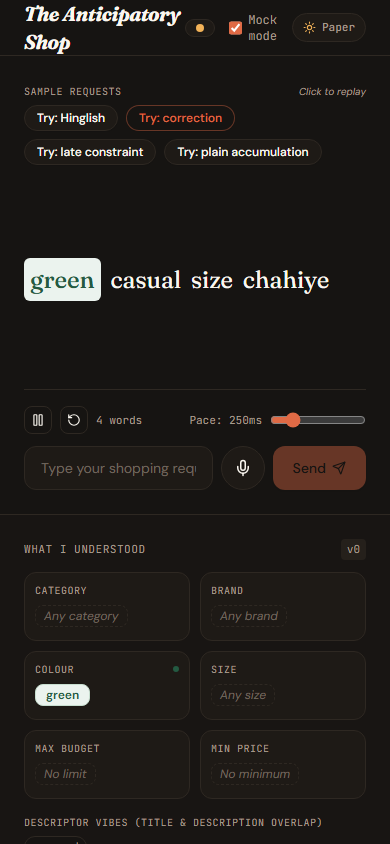 The Anticipatory
Shop
Mock
mode
Paper
SAMPLE REQUESTS
Click to replay
Try: Hinglish
Try: correction
Try: late constraint
Try: plain accumulation
green casual size chahiye
4 words
Pace: 250ms
Type your shopping requ
Send
WHAT I UNDERSTOOD
v0
CATEGORY
BRAND
Any category
Any brand
COLOUR
SIZE
green
Any size
MAX BUDGET
MIN PRICE
No limit
No minimum
DESCRIPTOR VIBES (TITLE & DESCRIPTION OVERLAP)